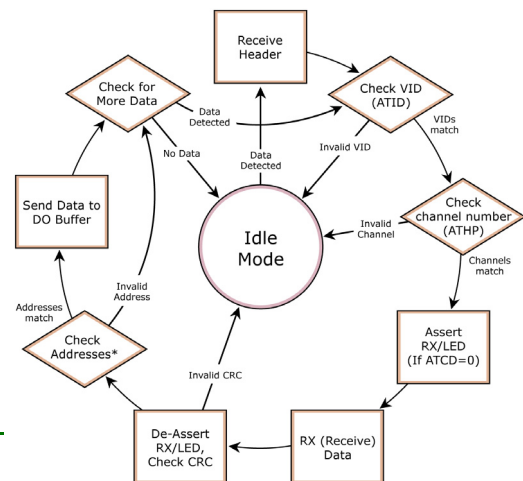 Receive
Header
Check for
More Data
Check VID
(ATID)
Data
Detected
VIDs
match
No Data
Data
Detected
Invalid VID
Send Data to
DO Buffer
Idle
Mode
Invalid
Channel
Check
channel number
(ATHP)
Channels
match
Invalid
Address
Addresses
match
Check
Addresses*
Assert
RX/LED
(If ATCD=0)
Invalid CRC
De-Assert
RX/LED,
Check CRC
RX (Receive)
Data